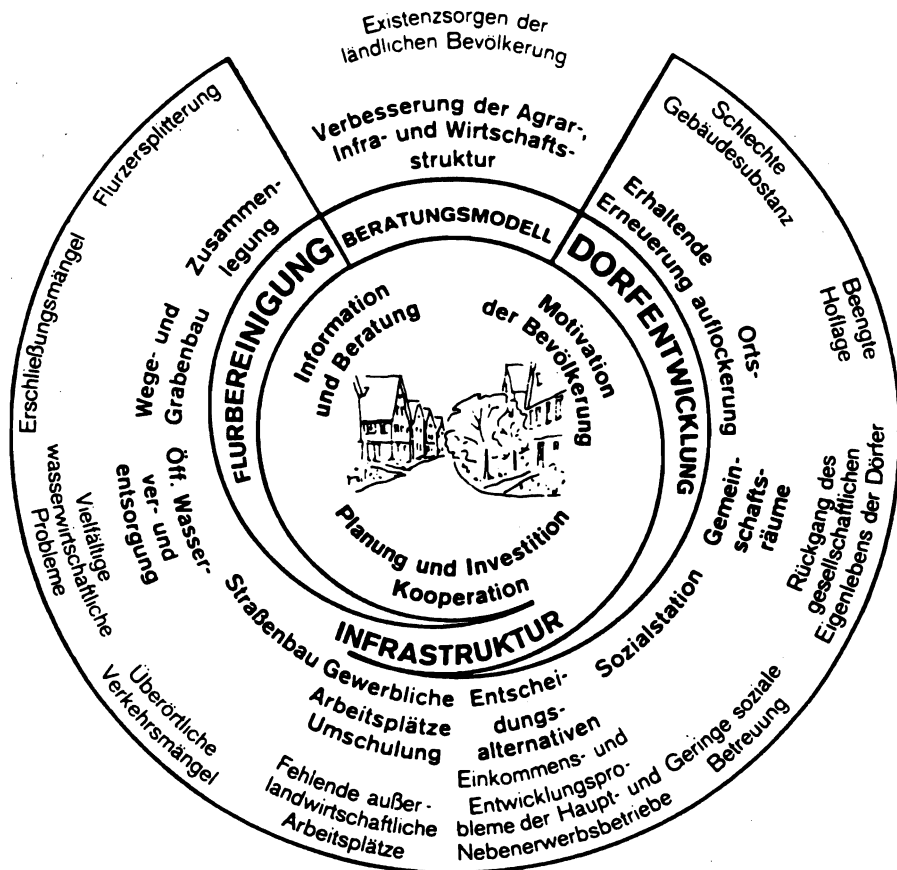 Existenzsorgen der
ländlichen Bevölkerung
Verbesserung der Agrar-,
Infra- und Wirtschafts-
struktur
BERATUNGSMODELL
FLURBEREINIGUNG
DORFENTWICKLUNG
INFRASTRUKTUR
Information
und Beratung
Motivation
der Bevölkerung
Planung und Investition
Kooperation
Schlechte
Gebäudesubstanz
Erhaltende
Erneuerung
Beengte
Hoflage
Orts-
auflockerung
Rückgang des
gesellschaftlichen
Eigenlebens der Dörfer
Gemein-
schafts-
räume
Geringe soziale
Betreuung
Sozialstation
Einkommens- und
Entwicklungspro-
bleme der Haupt- und
Nebenerwerbsbetriebe
Entschei-
dungs-
alternativen
Fehlende außer-
landwirtschaftliche
Arbeitsplätze
Gewerbliche
Arbeitsplätze
Umschulung
Überörtliche
Verkehrsmängel
Straßenbau
Vielfältige
wasserwirtschaftliche
Probleme
Öff. Wasser-
ver- und
entsorgung
Erschließungsmängel
Wege- und
Grabenbau
Flurzersplitterung
Zusammen-
legung